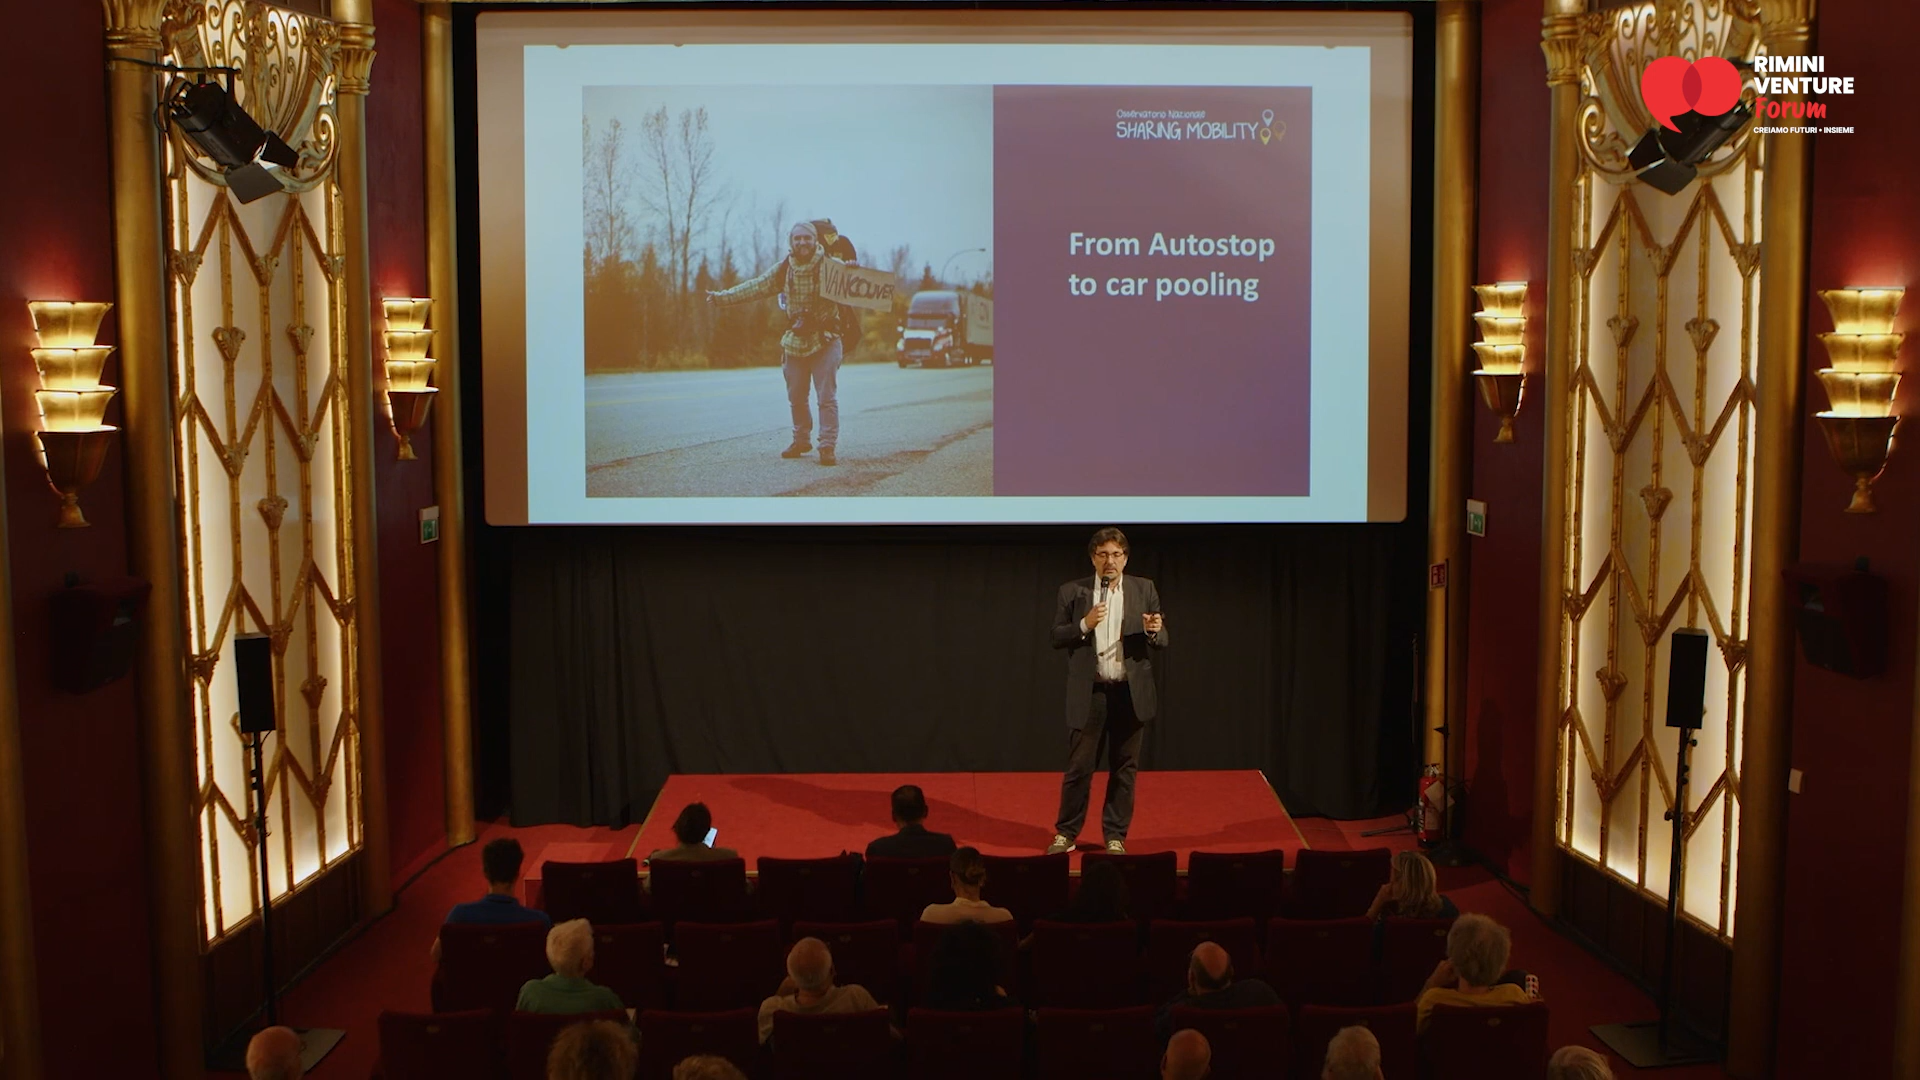 Osservatorio Nazionale
SHARING MOBILITY
From Autostop
to car pooling
VANCOUVER
RIMINI
VENTURE
Forum
CREIAMO FUTURI • INSIEME